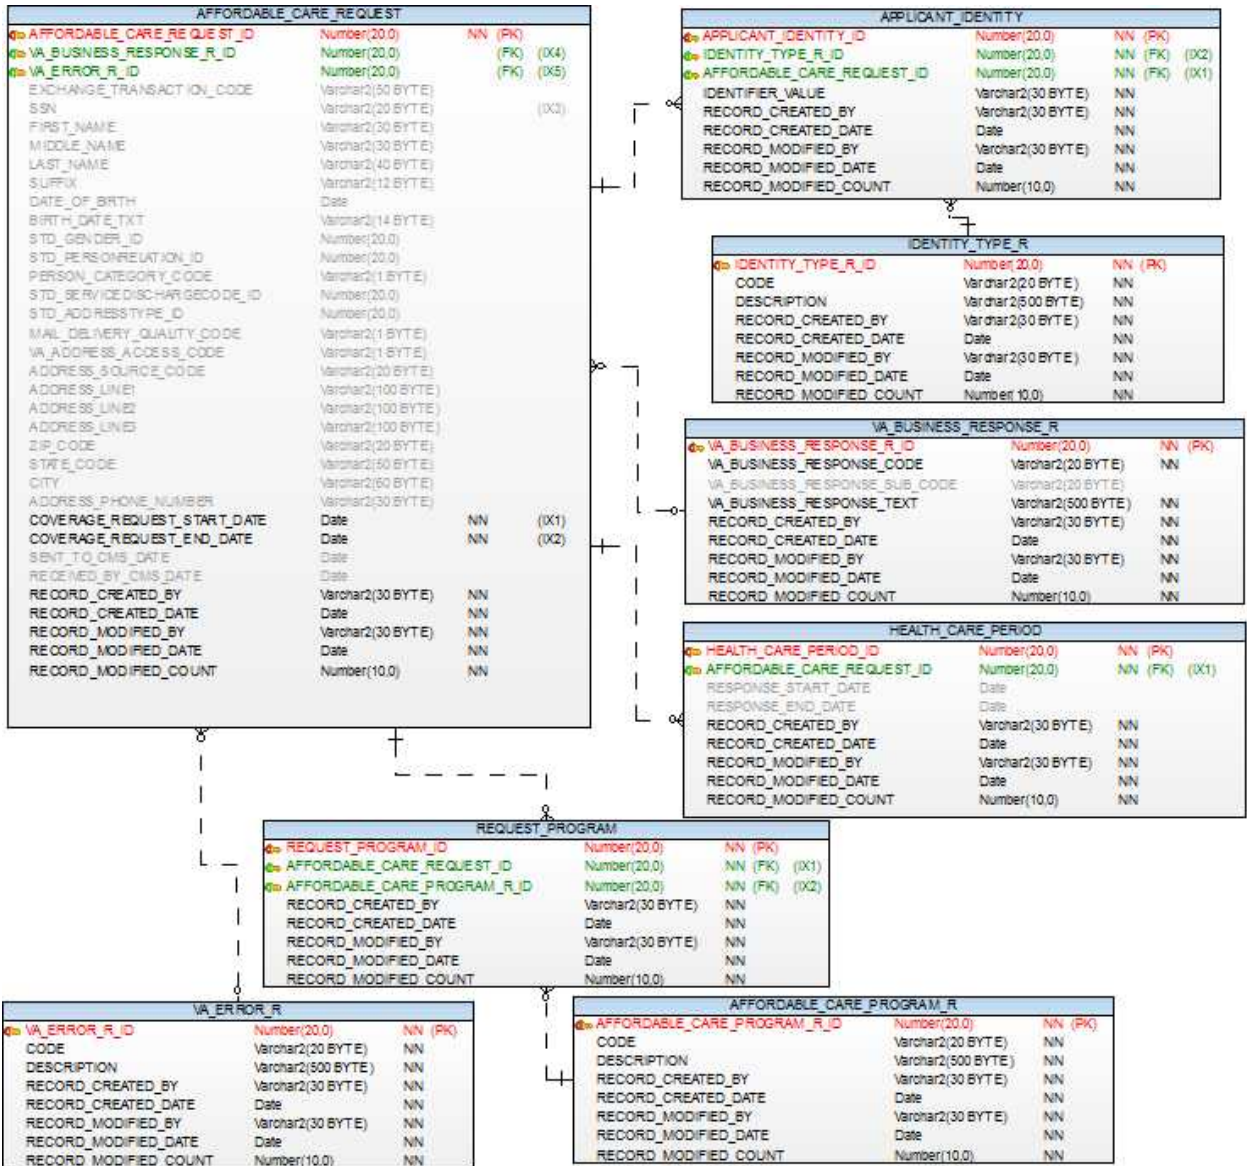 AFFORDABLE_CARE_REQUEST
AFFORDABLE_CARE_REQUEST_ID Number(20,0) NN (PK)
VA_BUSINESS_RESPONSE_R_ID Number(20,0) (FK) (IX4)
VA_ERROR_R_ID Number(20,0) (FK) (IX5)
EXCHANGE_TRANSACTION_CODE Varchar2(50 BYTE)
SSN Varchar2(20 BYTE) (IX3)
FIRST_NAME Varchar2(30 BYTE)
MIDDLE_NAME Varchar2(30 BYTE)
LAST_NAME Varchar2(40 BYTE)
SUFFIX Varchar2(12 BYTE)
DATE_OF_BIRTH Date
BIRTH_DATE_TXT Varchar2(14 BYTE)
STD_GENDER_ID Number(20,0)
STD_PERSONRELATION_ID Number(20,0)
PERSON_CATEGORY_CODE Varchar2(1 BYTE)
STD_SERVICEDISCHARGECODE_ID Number(20,0)
STD_ADDRESSTYPE_ID Number(20,0)
MAIL_DELIVERY_QUALITY_CODE Varchar2(1 BYTE)
VA_ADDRESS_ACCESS_CODE Varchar2(1 BYTE)
ADDRESS_SOURCE_CODE Varchar2(20 BYTE)
ADDRESS_LINE1 Varchar2(100 BYTE)
ADDRESS_LINE2 Varchar2(100 BYTE)
ADDRESS_LINE3 Varchar2(100 BYTE)
ZIP_CODE Varchar2(20 BYTE)
STATE_CODE Varchar2(50 BYTE)
CITY Varchar2(60 BYTE)
ADDRESS_PHONE_NUMBER Varchar2(30 BYTE)
COVERAGE_REQUEST_START_DATE Date NN (IX1)
COVERAGE_REQUEST_END_DATE Date NN (IX2)
SENT_TO_CMS_DATE Date
RECEIVED_BY_CMS_DATE Date
RECORD_CREATED_BY Varchar2(30 BYTE) NN
RECORD_CREATED_DATE Date NN
RECORD_MODIFIED_BY Varchar2(30 BYTE) NN
RECORD_MODIFIED_DATE Date NN
RECORD_MODIFIED_COUNT Number(10,0) NN
APPLICANT_IDENTITY
APPLICANT_IDENTITY_ID Number(20,0) NN (PK)
IDENTITY_TYPE_R_ID Number(20,0) NN (FK) (IX2)
AFFORDABLE_CARE_REQUEST_ID Number(20,0) NN (FK) (IX1)
IDENTIFIER_VALUE Varchar2(30 BYTE) NN
RECORD_CREATED_BY Varchar2(30 BYTE) NN
RECORD_CREATED_DATE Date NN
RECORD_MODIFIED_BY Varchar2(30 BYTE) NN
RECORD_MODIFIED_DATE Date NN
RECORD_MODIFIED_COUNT Number(10,0) NN
IDENTITY_TYPE_R
IDENTITY_TYPE_R_ID Number(20,0) NN (PK)
CODE Varchar2(20 BYTE) NN
DESCRIPTION Varchar2(500 BYTE) NN
RECORD_CREATED_BY Varchar2(30 BYTE) NN
RECORD_CREATED_DATE Date NN
RECORD_MODIFIED_BY Varchar2(30 BYTE) NN
RECORD_MODIFIED_DATE Date NN
RECORD_MODIFIED_COUNT Number(10,0) NN
VA_BUSINESS_RESPONSE_R
VA_BUSINESS_RESPONSE_R_ID Number(20,0) NN (PK)
VA_BUSINESS_RESPONSE_CODE Varchar2(20 BYTE) NN
VA_BUSINESS_RESPONSE_SUB_CODE Varchar2(20 BYTE)
VA_BUSINESS_RESPONSE_TEXT Varchar2(500 BYTE) NN
RECORD_CREATED_BY Varchar2(30 BYTE) NN
RECORD_CREATED_DATE Date NN
RECORD_MODIFIED_BY Varchar2(30 BYTE) NN
RECORD_MODIFIED_DATE Date NN
RECORD_MODIFIED_COUNT Number(10,0) NN
HEALTH_CARE_PERIOD
HEALTH_CARE_PERIOD_ID Number(20,0) NN (PK)
AFFORDABLE_CARE_REQUEST_ID Number(20,0) NN (FK) (IX1)
RESPONSE_START_DATE Date
RESPONSE_END_DATE Date
RECORD_CREATED_BY Varchar2(30 BYTE) NN
RECORD_CREATED_DATE Date NN
RECORD_MODIFIED_BY Varchar2(30 BYTE) NN
RECORD_MODIFIED_DATE Date NN
RECORD_MODIFIED_COUNT Number(10,0) NN
REQUEST_PROGRAM
REQUEST_PROGRAM_ID Number(20,0) NN (PK)
AFFORDABLE_CARE_REQUEST_ID Number(20,0) NN (FK) (IX1)
AFFORDABLE_CARE_PROGRAM_R_ID Number(20,0) NN (FK) (IX2)
RECORD_CREATED_BY Varchar2(30 BYTE) NN
RECORD_CREATED_DATE Date NN
RECORD_MODIFIED_BY Varchar2(30 BYTE) NN
RECORD_MODIFIED_DATE Date NN
RECORD_MODIFIED_COUNT Number(10,0) NN
VA_ERROR_R
VA_ERROR_R_ID Number(20,0) NN (PK)
CODE Varchar2(20 BYTE) NN
DESCRIPTION Varchar2(500 BYTE) NN
RECORD_CREATED_BY Varchar2(30 BYTE) NN
RECORD_CREATED_DATE Date NN
RECORD_MODIFIED_BY Varchar2(30 BYTE) NN
RECORD_MODIFIED_DATE Date NN
RECORD_MODIFIED_COUNT Number(10,0) NN
AFFORDABLE_CARE_PROGRAM_R
AFFORDABLE_CARE_PROGRAM_R_ID Number(20,0) NN (PK)
CODE Varchar2(20 BYTE) NN
DESCRIPTION Varchar2(500 BYTE) NN
RECORD_CREATED_BY Varchar2(30 BYTE) NN
RECORD_CREATED_DATE Date NN
RECORD_MODIFIED_BY Varchar2(30 BYTE) NN
RECORD_MODIFIED_DATE Date NN
RECORD_MODIFIED_COUNT Number(10,0) NN